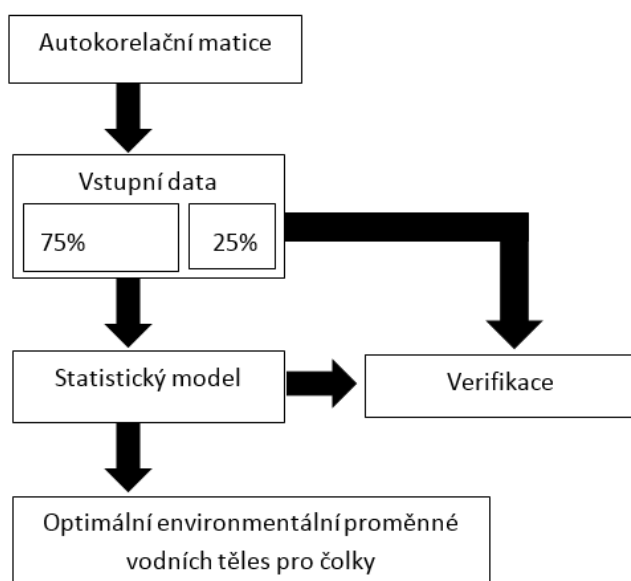 Autokorelační matice
Vstupní data
75%
25%
Statistický model
Verifikace
Optimální environmentální proměnné
vodních těles pro čolky